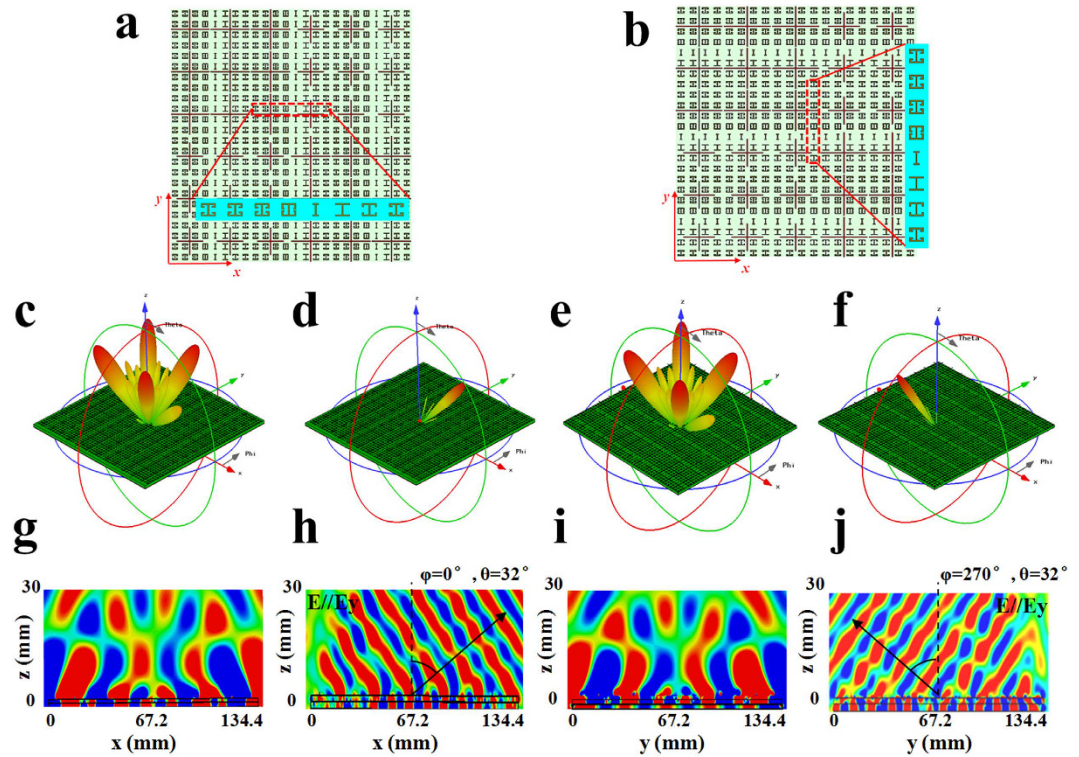 a
b
y
x
y
x
c
d
e
f
z
Theta
y
Phi
x
z
Theta
y
Phi
x
z
Theta
y
Phi
x
z
Theta
y
Phi
x
g
h
i
j
φ=0° ,θ=32°
φ=270° ,θ=32°
30
z (mm)
0
0 67.2 134.4
x (mm)
30
E//Ey
z (mm)
0
0 67.2 134.4
x (mm)
30
z (mm)
0
0 67.2 134.4
y (mm)
30
E//Ey
z (mm)
0
0 67.2 134.4
y (mm)